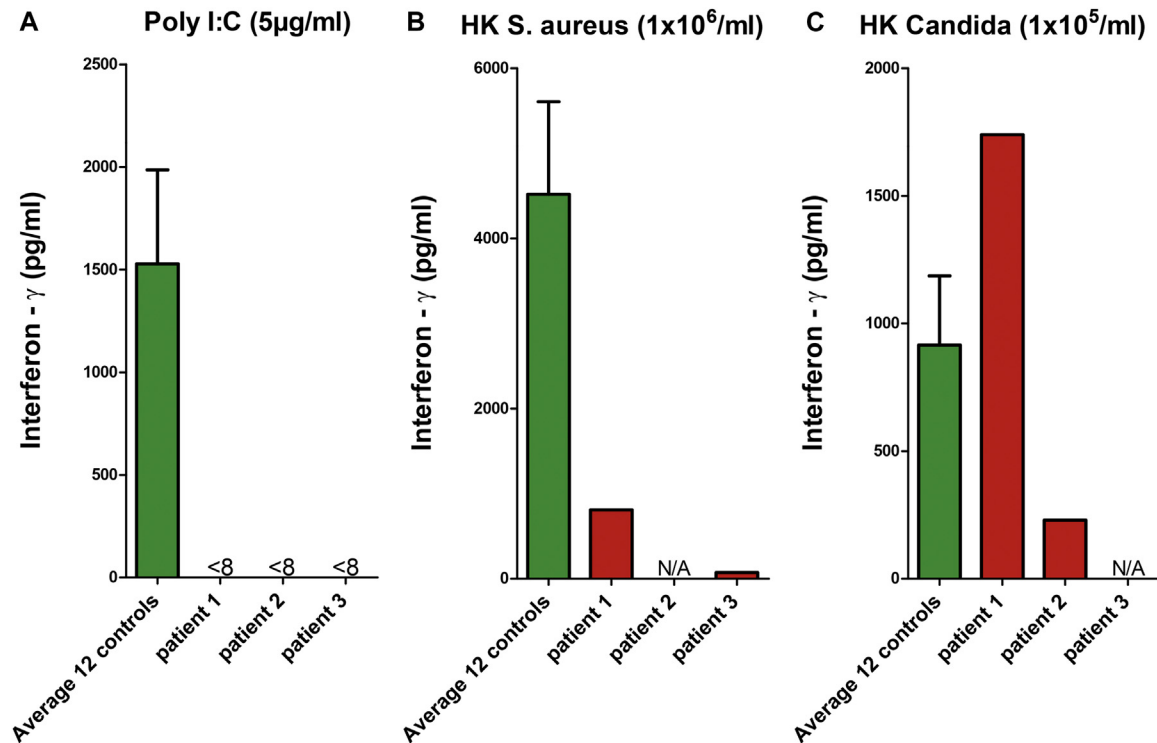 A
Poly I:C (5µg/ml)
Interferon - γ (pg/ml)
2500
2000
1500
1000
500
0
<8
<8
<8
Average 12 controls
patient 1
patient 2
patient 3
B
HK S. aureus (1x10⁶/ml)
Interferon - γ (pg/ml)
6000
4000
2000
0
N/A
Average 12 controls
patient 1
patient 2
patient 3
C
HK Candida (1x10⁵/ml)
Interferon - γ (pg/ml)
2000
1500
1000
500
0
N/A
Average 12 controls
patient 1
patient 2
patient 3